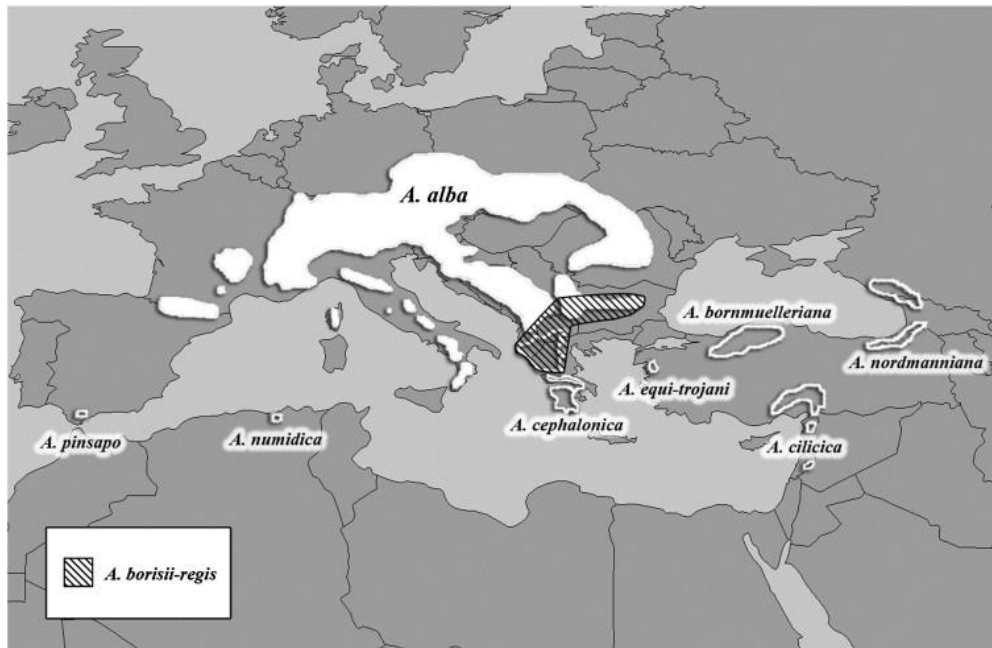 A. alba
A. bornmuelleriana
A. nordmanniana
A. equi-trojani
A. cephalonica
A. pinsapo
A. numidica
A. cilicica
A. borisii-regis